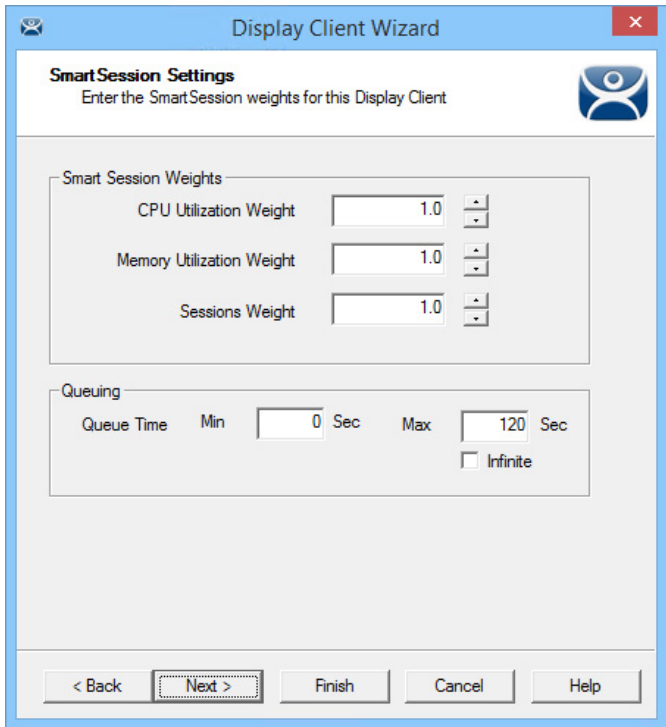 Display Client Wizard
SmartSession Settings
Enter the SmartSession weights for this Display Client
Smart Session Weights
CPU Utilization Weight 1.0
Memory Utilization Weight 1.0
Sessions Weight 1.0
Queuing
Queue Time Min 0 Sec Max 120 Sec
Infinite
< Back Next > Finish Cancel Help